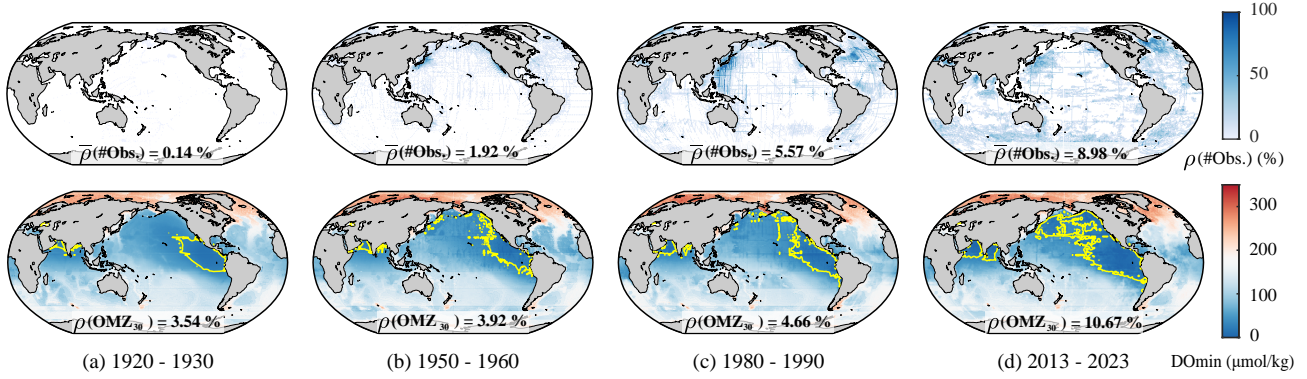 ρ̅(#Obs.) = 0.14 %
ρ̅(#Obs.) = 1.92 %
ρ̅(#Obs.) = 5.57 %
ρ̅(#Obs.) = 8.98 %
100
50
0
ρ(#Obs.) (%)
ρ(OMZ₃₀) = 3.54 %
ρ(OMZ₃₀) = 3.92 %
ρ(OMZ₃₀) = 4.66 %
ρ(OMZ₃₀) = 10.67 %
300
200
100
0
(a) 1920 - 1930
(b) 1950 - 1960
(c) 1980 - 1990
(d) 2013 - 2023
DOmin (μmol/kg)